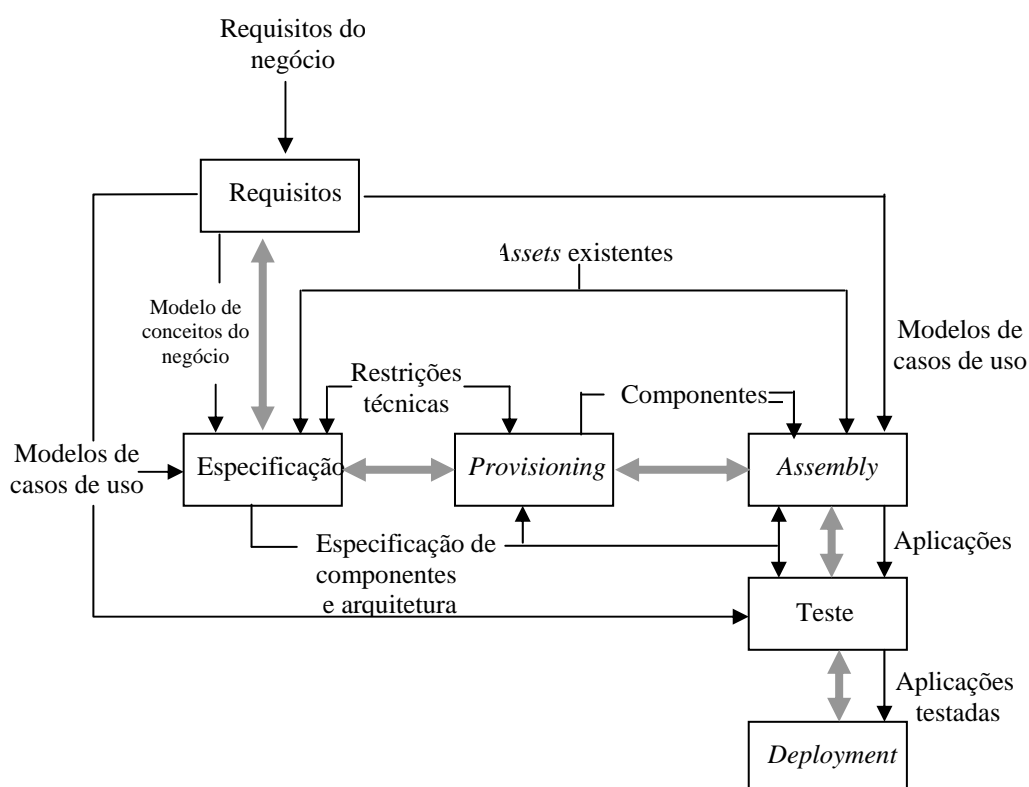 Requisitos do
negócio
Requisitos
Assets existentes
Modelo de
conceitos do
negócio
Modelos de
casos de uso
Restrições
técnicas
Componentes
Modelos de
casos de uso
Especificação
Provisioning
Assembly
Especificação de
componentes
e arquitetura
Aplicações
Teste
Aplicações
testadas
Deployment